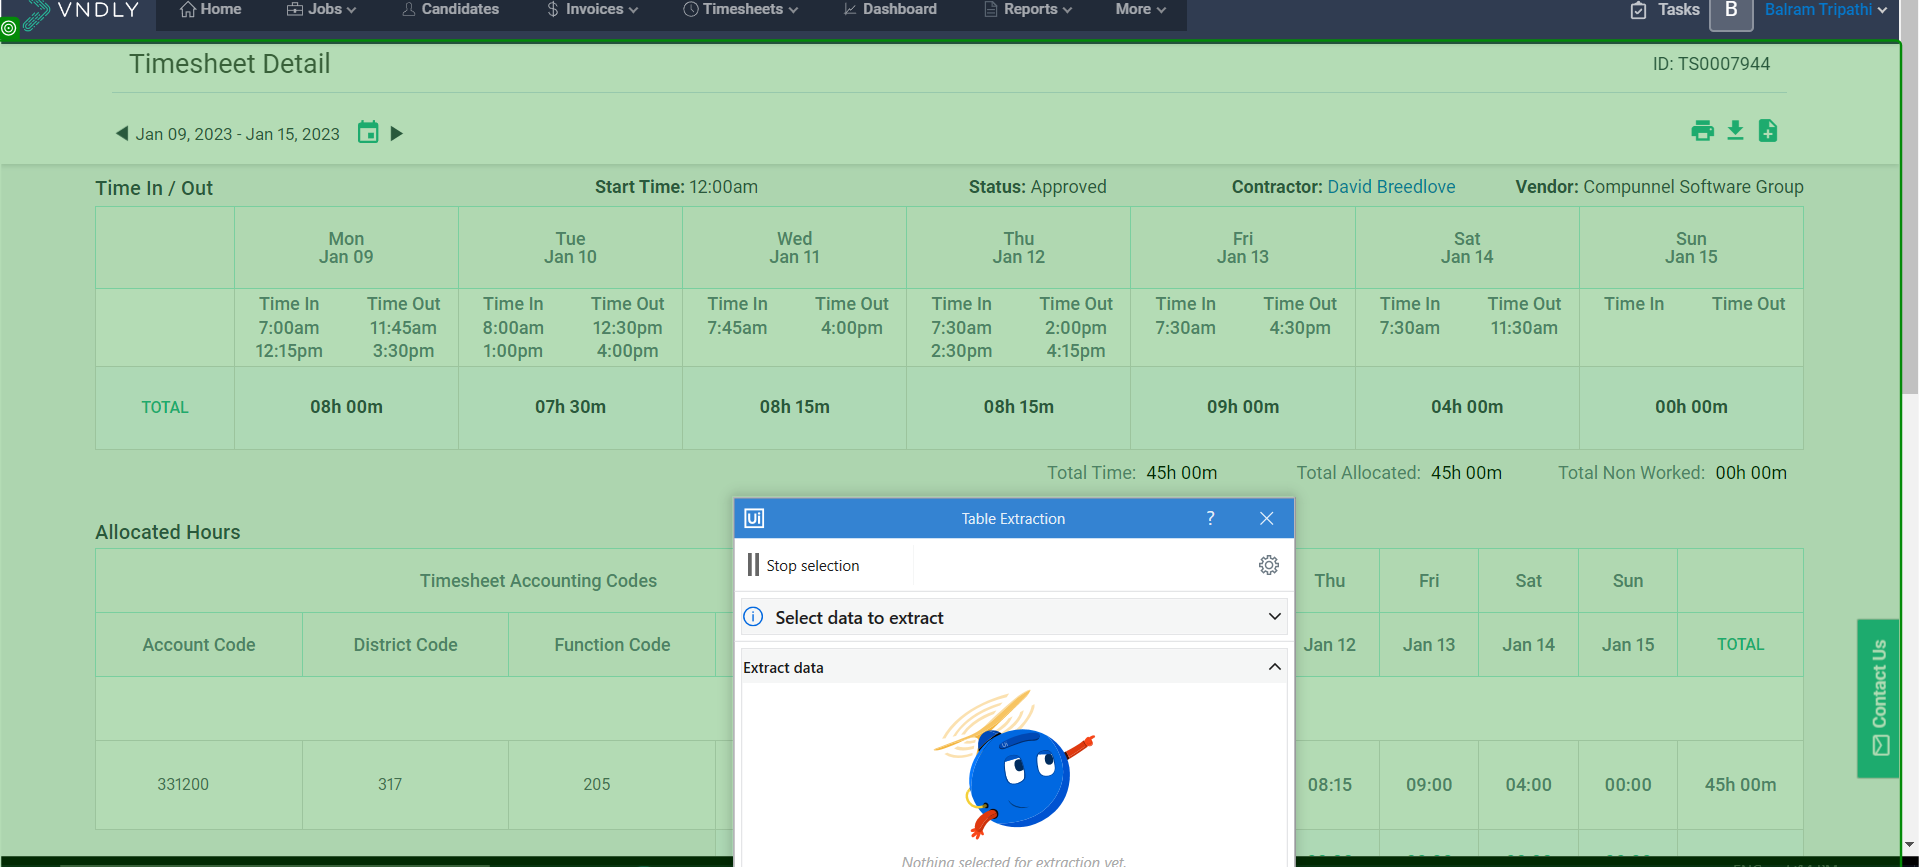 VNDLY Home Jobs Candidates $ Invoices Timesheets Dashboard Reports More Tasks B Balram Tripathi
Timesheet Detail ID: TS0007944
Jan 09, 2023 - Jan 15, 2023
Time In / Out Start Time: 12:00am Status: Approved Contractor: David Breedlove Vendor: Compunnel Software Group
Mon Tue Wed Thu Fri Sat Sun
Jan 09 Jan 10 Jan 11 Jan 12 Jan 13 Jan 14 Jan 15
Time In Time Out Time In Time Out Time In Time Out Time In Time Out Time In Time Out Time In Time Out Time In Time Out
7:00am 11:45am 8:00am 12:30pm 7:45am 4:00pm 7:30am 2:00pm 7:30am 4:30pm 7:30am 11:30am
12:15pm 3:30pm 1:00pm 4:00pm 2:30pm 4:15pm
TOTAL 08h 00m 07h 30m 08h 15m 08h 15m 09h 00m 04h 00m 00h 00m
Total Time: 45h 00m Total Allocated: 45h 00m Total Non Worked: 00h 00m
Ui Table Extraction ?
Stop selection
Select data to extract
Extract data
Nothing selected for extraction yet.
Allocated Hours
Timesheet Accounting Codes Thu Fri Sat Sun
Account Code District Code Function Code Jan 12 Jan 13 Jan 14 Jan 15 TOTAL
331200 317 205 08:15 09:00 04:00 00:00 45h 00m
Contact Us